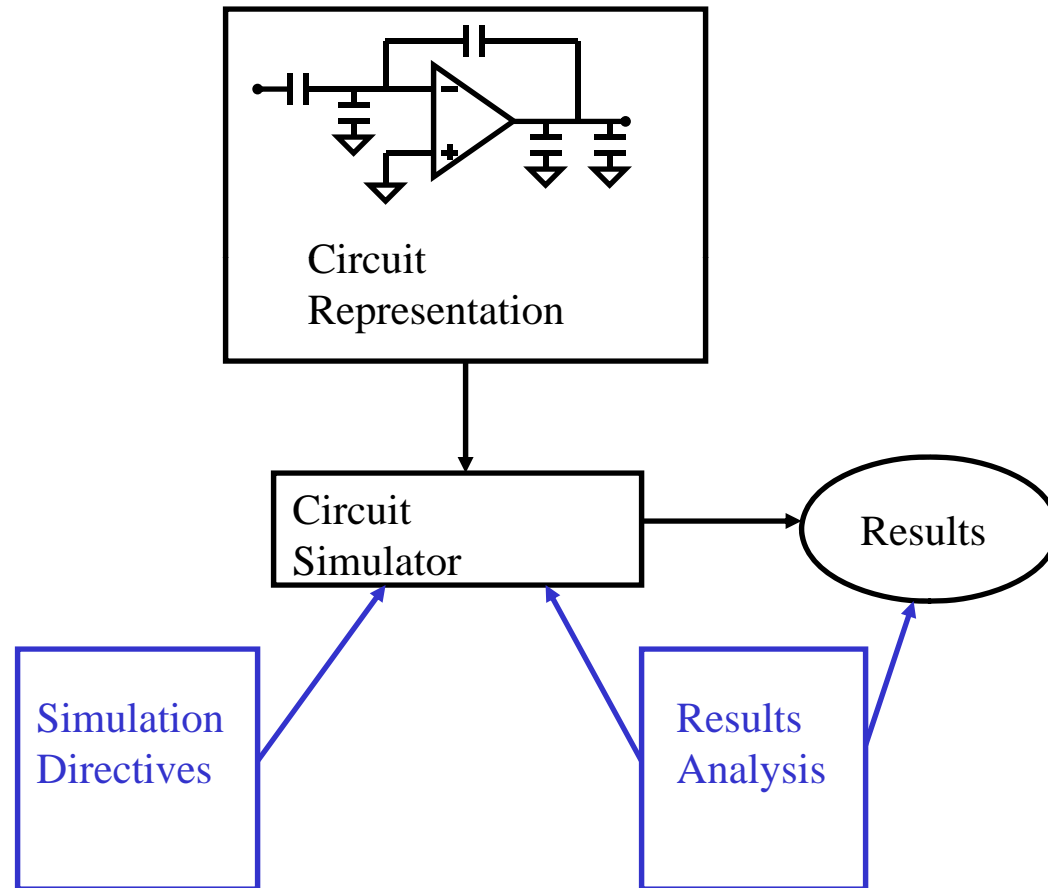 Circuit
Representation
Circuit
Simulator
Results
Simulation
Directives
Results
Analysis